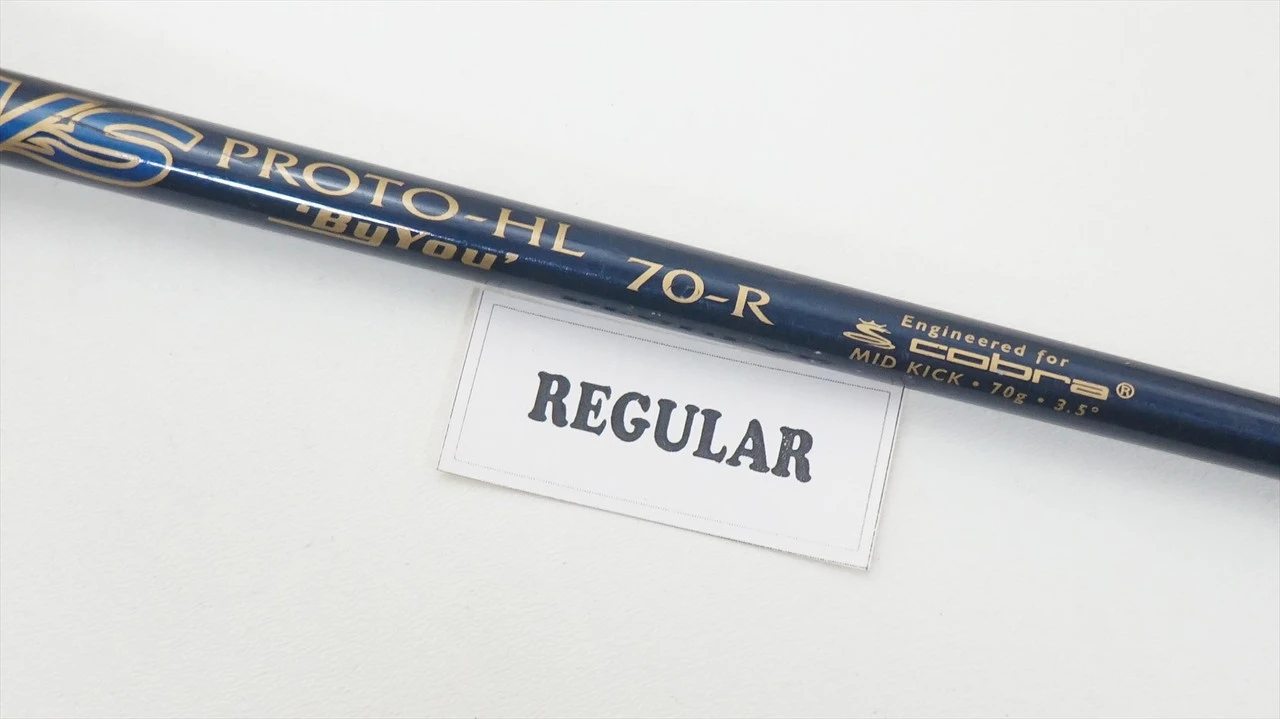 VS PROTO-HL 70-R
'ByYou'
Engineered for
cobra®
MID KICK • 70g • 3.5°
REGULAR